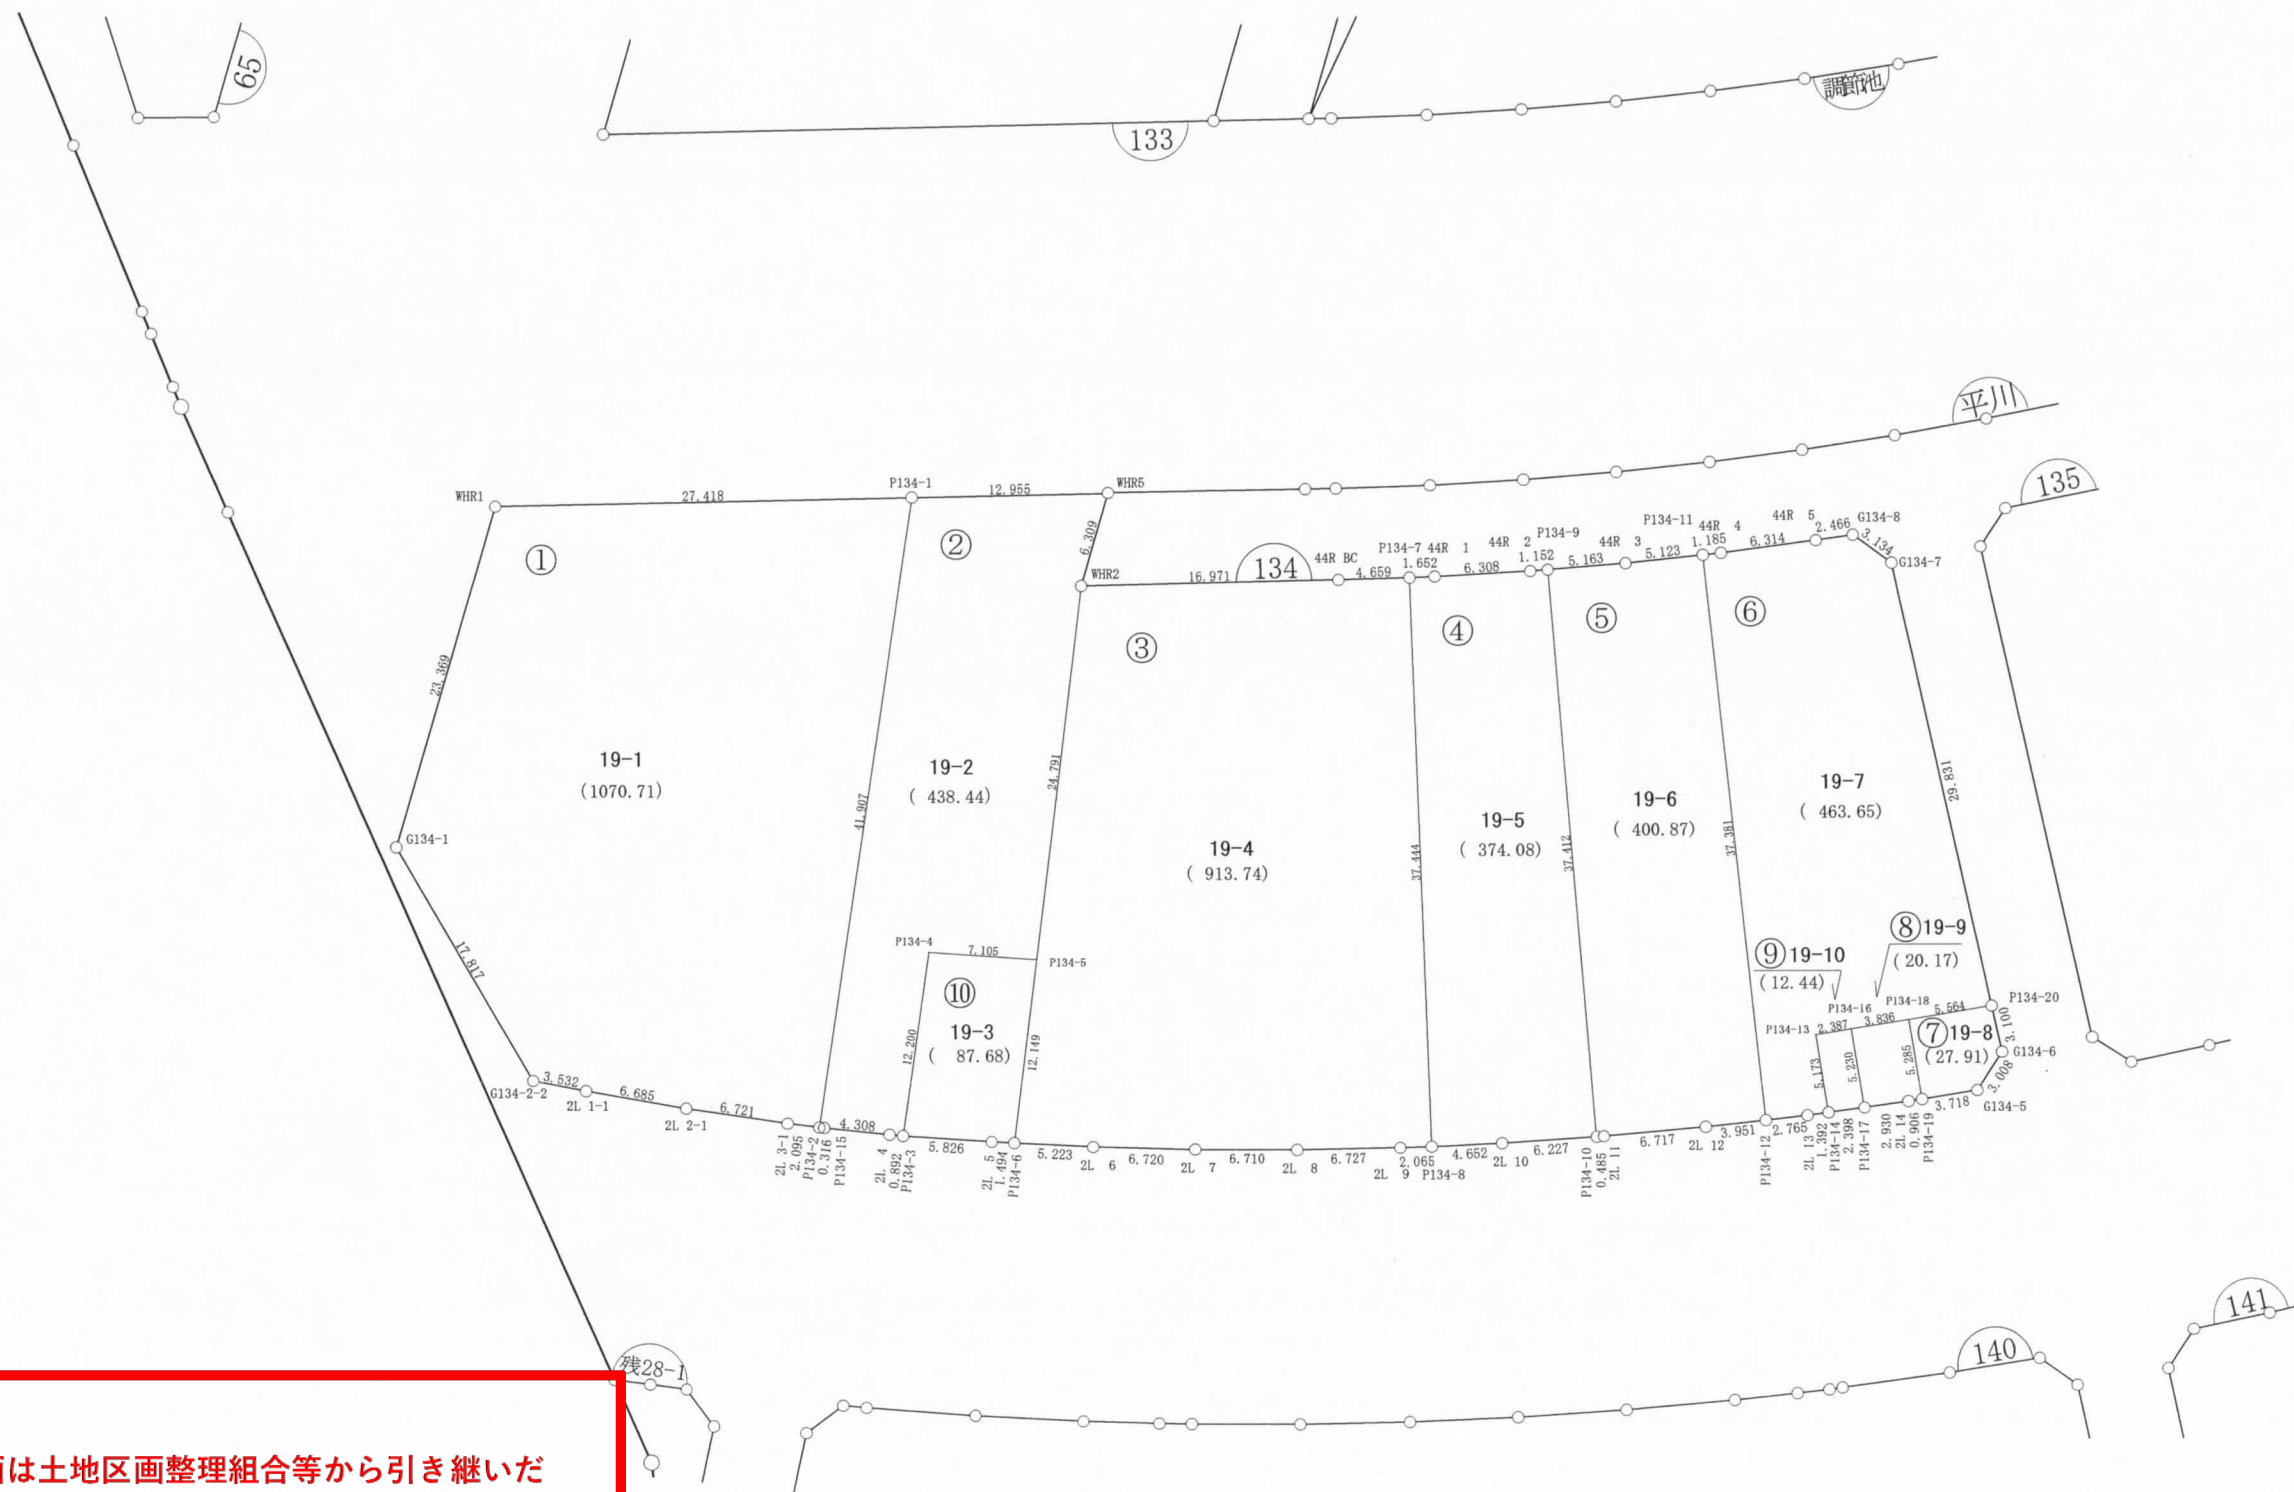 65
133
調節池
平川
135
WHR1
27.418
P134-1
12.955
WHR5
6.309
WHR2
16.971
134
44R BC
4.659
P134-7
1.652
44R 1
6.308
44R 2
1.152
P134-9
5.163
44R 3
5.123
P134-11
1.185
44R 4
6.314
44R 5
2.466
G134-8
3.134
G134-7
①
②
③
④
⑤
⑥
23.369
19-1
(1070.71)
41.907
19-2
( 438.44)
24.791
19-4
( 913.74)
37.444
19-5
( 374.08)
37.412
19-6
( 400.87)
37.381
19-7
( 463.65)
29.831
G134-1
17.817
P134-4
7.105
P134-5
⑩
19-3
( 87.68)
12.200
12.149
⑨19-10
(12.44)
⑧19-9
(20.17)
P134-13
2.387
P134-16
3.836
P134-18
5.564
P134-20
3.100
⑦19-8
(27.91)
G134-6
3.008
G134-5
5.173
5.230
5.285
G134-2-2
3.532
2L 1-1
6.685
2L 2-1
6.721
2L 3-1
2.095
P134-2
0.316
P134-15
4.308
2L 4
0.892
P134-3
5.826
2L 5
1.494
P134-6
5.223
2L 6
6.720
2L 7
6.710
2L 8
6.727
2L 9
2.065
P134-8
4.652
2L 10
6.227
P134-10
0.485
2L 11
6.717
2L 12
3.951
P134-12
2.765
2L 13
1.392
P134-14
2.398
P134-17
2.930
2L 14
0.906
P134-19
3.718
残28-1
140
141
は土地区画整理組合等から引き継いだ